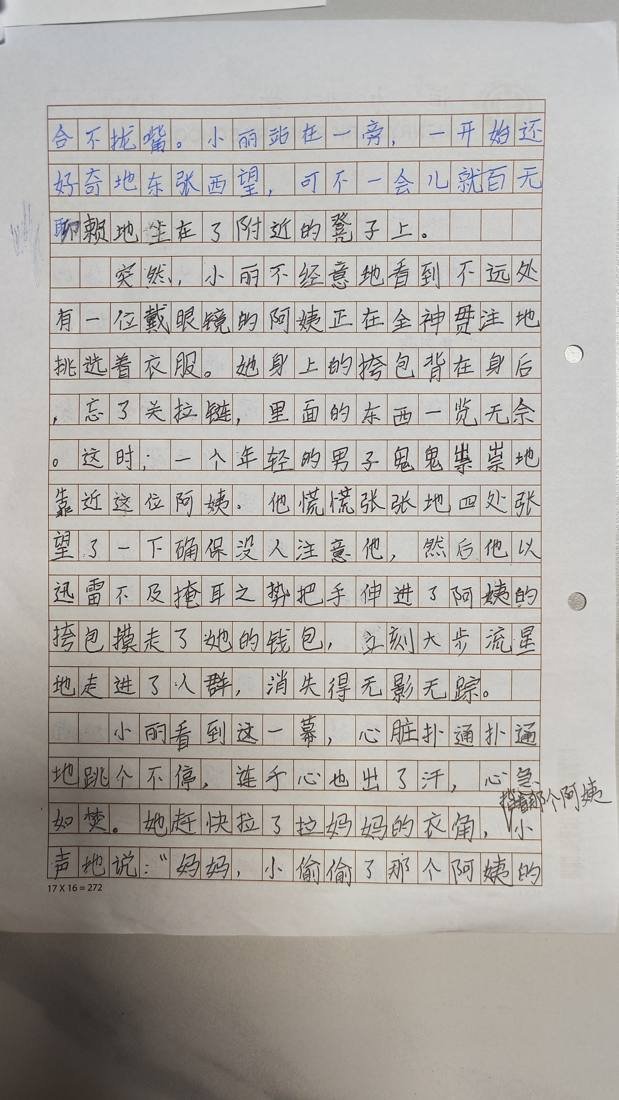 合不拢嘴。小丽站在一旁，一开始还
好奇地东张西望，可不一会儿就百无
聊赖地坐在了附近的凳子上。
突然，小丽不经意地看到不远处
有一位戴眼镜的阿姨正在全神贯注地
挑选着衣服。她身上的挎包背在身后
，忘了关拉链，里面的东西一览无余
。这时；一个年轻的男子鬼鬼祟祟地
靠近这位阿姨。他慌慌张张地四处张
望了一下确保没人注意他，然后他以
迅雷不及掩耳之势把手伸进了阿姨的
挎包摸走了她的钱包，立刻大步流星
地走进了人群，消失得无影无踪。
小丽看到这一幕，心脏扑通扑通
地跳个不停，连手心也出了汗，心急
那个阿姨
如焚。她赶快拉了拉妈妈的衣角，小
声地说：“妈妈，小偷偷了那个阿姨的
17 X 16 = 272